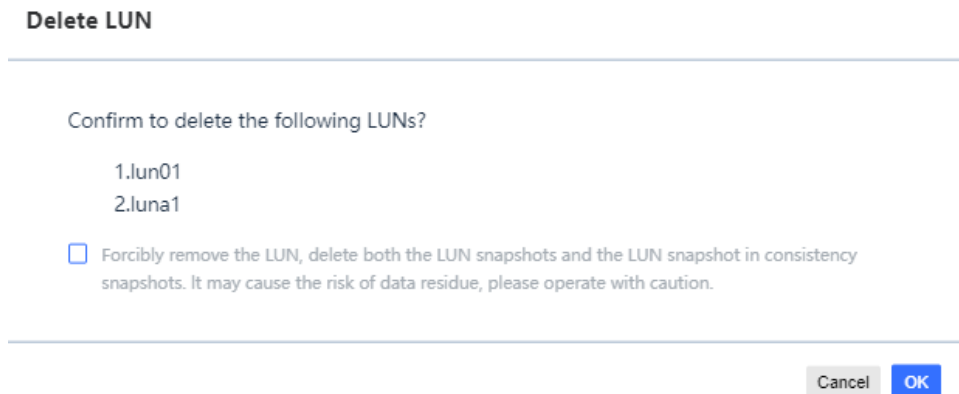 Delete LUN
Confirm to delete the following LUNs?
1.lun01
2.luna1
Forcibly remove the LUN, delete both the LUN snapshots and the LUN snapshot in consistency
snapshots. It may cause the risk of data residue, please operate with caution.
Cancel OK